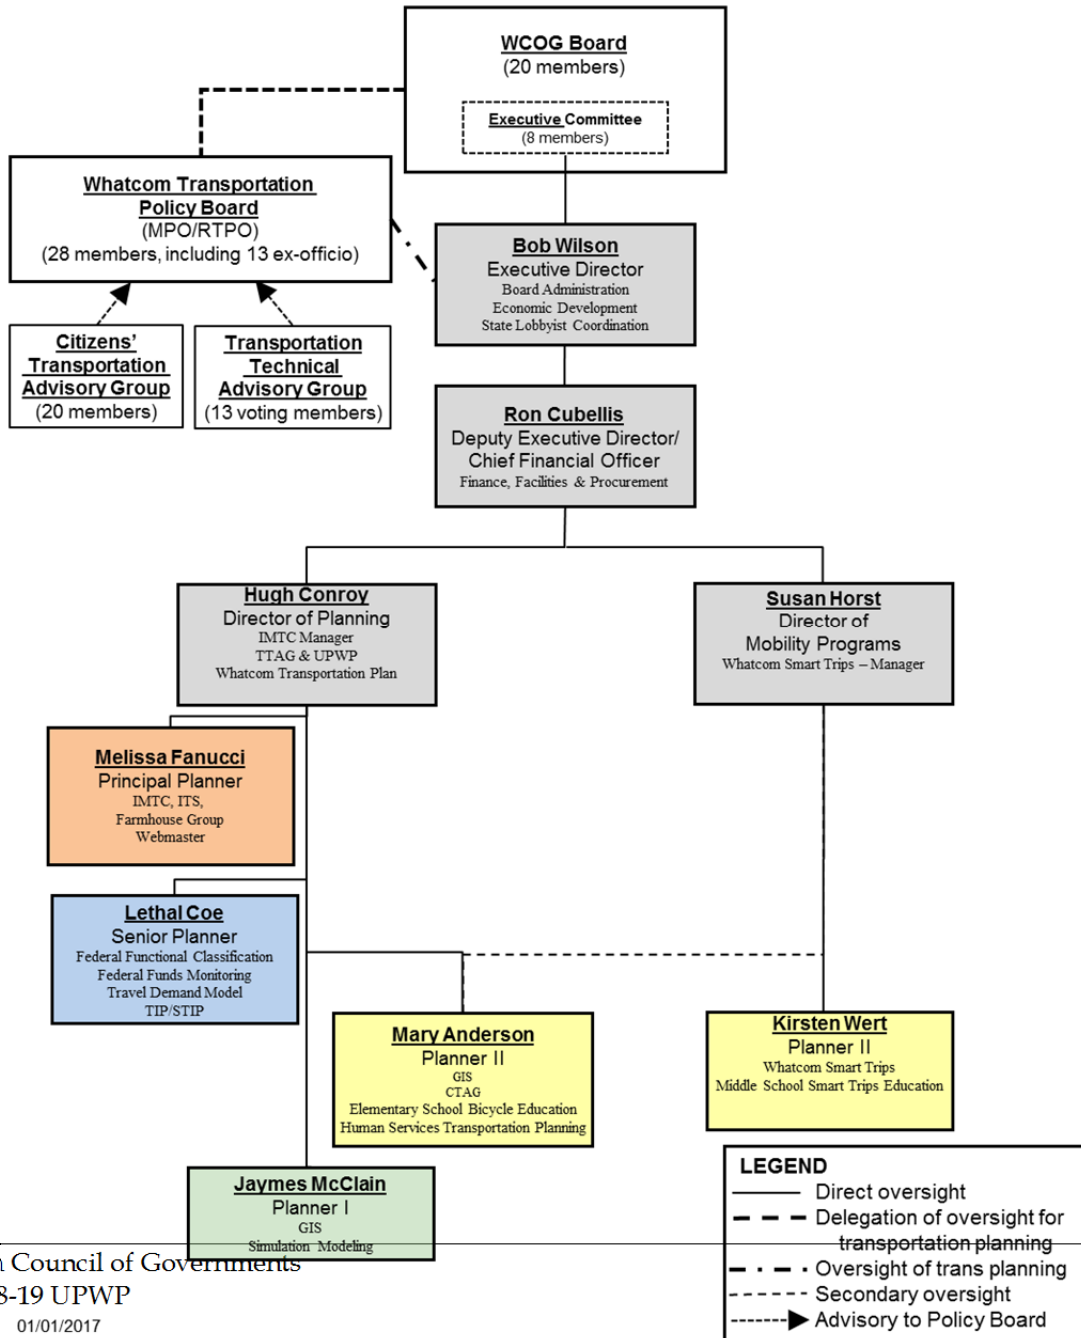 WCOG Board
(20 members)
Executive Committee
(8 members)
Whatcom Transportation
Policy Board
(MPO/RTPO)
(28 members, including 13 ex-officio)
Citizens’
Transportation
Advisory Group
(20 members)
Transportation
Technical
Advisory Group
(13 voting members)
Bob Wilson
Executive Director
Board Administration
Economic Development
State Lobbyist Coordination
Ron Cubellis
Deputy Executive Director/
Chief Financial Officer
Finance, Facilities & Procurement
Hugh Conroy
Director of Planning
IMTC Manager
TTAG & UPWP
Whatcom Transportation Plan
Susan Horst
Director of
Mobility Programs
Whatcom Smart Trips – Manager
Melissa Fanucci
Principal Planner
IMTC, ITS,
Farmhouse Group
Webmaster
Lethal Coe
Senior Planner
Federal Functional Classification
Federal Funds Monitoring
Travel Demand Model
TIP/STIP
Mary Anderson
Planner II
GIS
CTAG
Elementary School Bicycle Education
Human Services Transportation Planning
Kirsten Wert
Planner II
Whatcom Smart Trips
Middle School Smart Trips Education
Jaymes McClain
Planner I
GIS
Simulation Modeling
LEGEND
Direct oversight
Delegation of oversight for
transportation planning
Oversight of trans planning
Secondary oversight
Advisory to Policy Board
Council of Governments
8-19 UPWP
01/01/2017